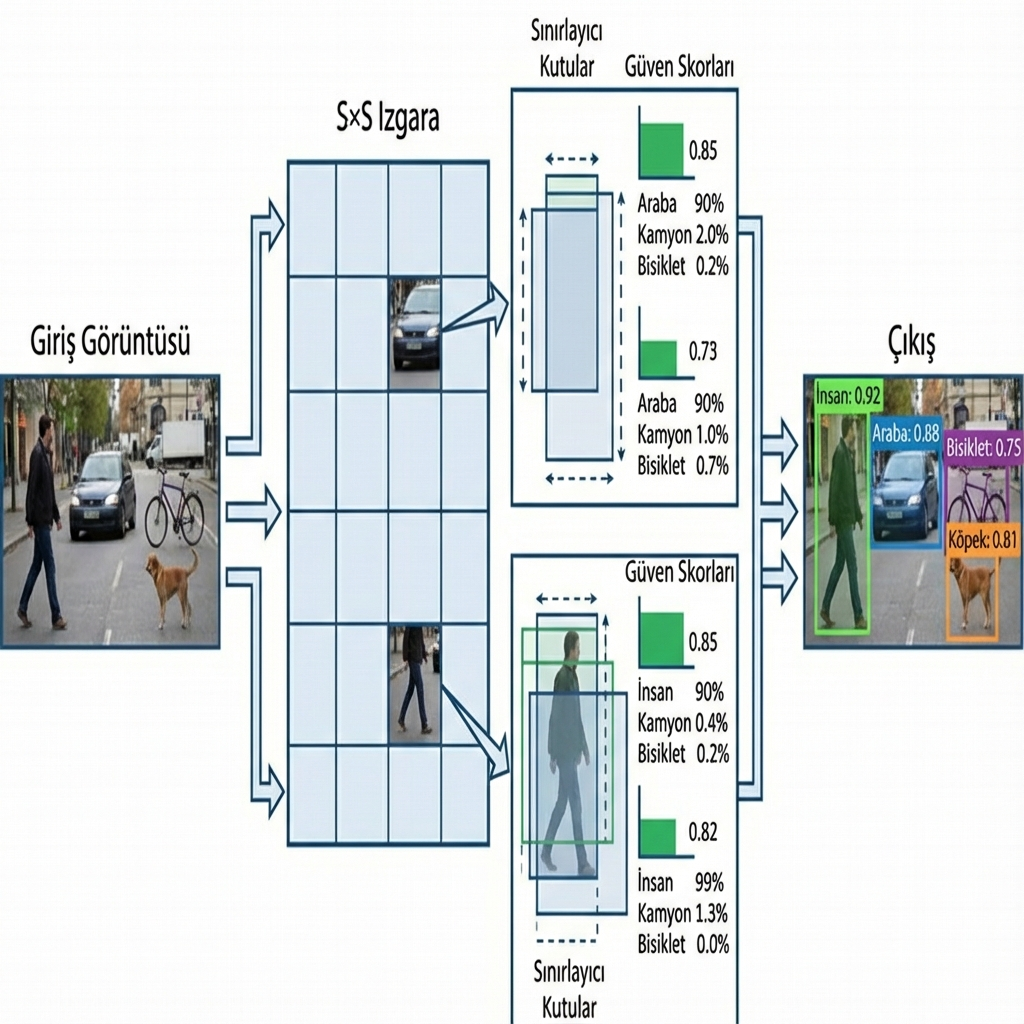 Giriş Görüntüsü
S×S Izgara
Sınırlayıcı
Kutular
Güven Skorları
0.85
Araba 90%
Kamyon 2.0%
Bisiklet 0.2%
0.73
Araba 90%
Kamyon 1.0%
Bisiklet 0.7%
Güven Skorları
0.85
İnsan 90%
Kamyon 0.4%
Bisiklet 0.2%
0.82
İnsan 99%
Kamyon 1.3%
Bisiklet 0.0%
Sınırlayıcı
Kutular
Çıkış
İnsan: 0.92
Araba: 0.88
Bisiklet: 0.75
Köpek: 0.81